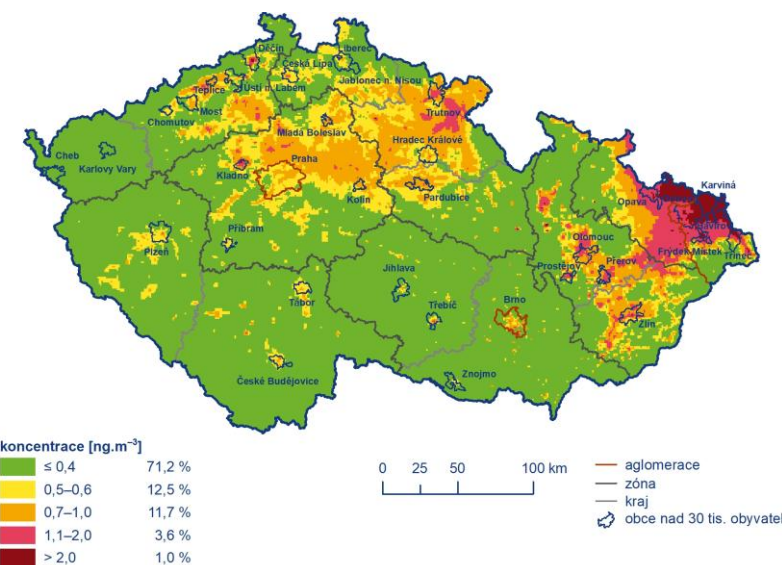 Děčín
Liberec
Česká Lípa
Teplice
Ústí n. Labem
Jablonec n. Nisou
Most
Chomutov
Trutnov
Mladá Boleslav
Cheb
Karlovy Vary
Praha
Hradec Králové
Kladno
Kolín
Pardubice
Opava
Karviná
Havířov
Příbram
Plzeň
Olomouc
Frýdek Místek
Třinec
Prostějov
Přerov
Jihlava
Tábor
Třebíč
Brno
Zlín
České Budějovice
Znojmo
koncentrace [ng.m⁻³]
≤ 0,4 71,2 %
0,5–0,6 12,5 %
0,7–1,0 11,7 %
1,1–2,0 3,6 %
> 2,0 1,0 %
0 25 50 100 km
aglomerace
zóna
kraj
obce nad 30 tis. obyvatel